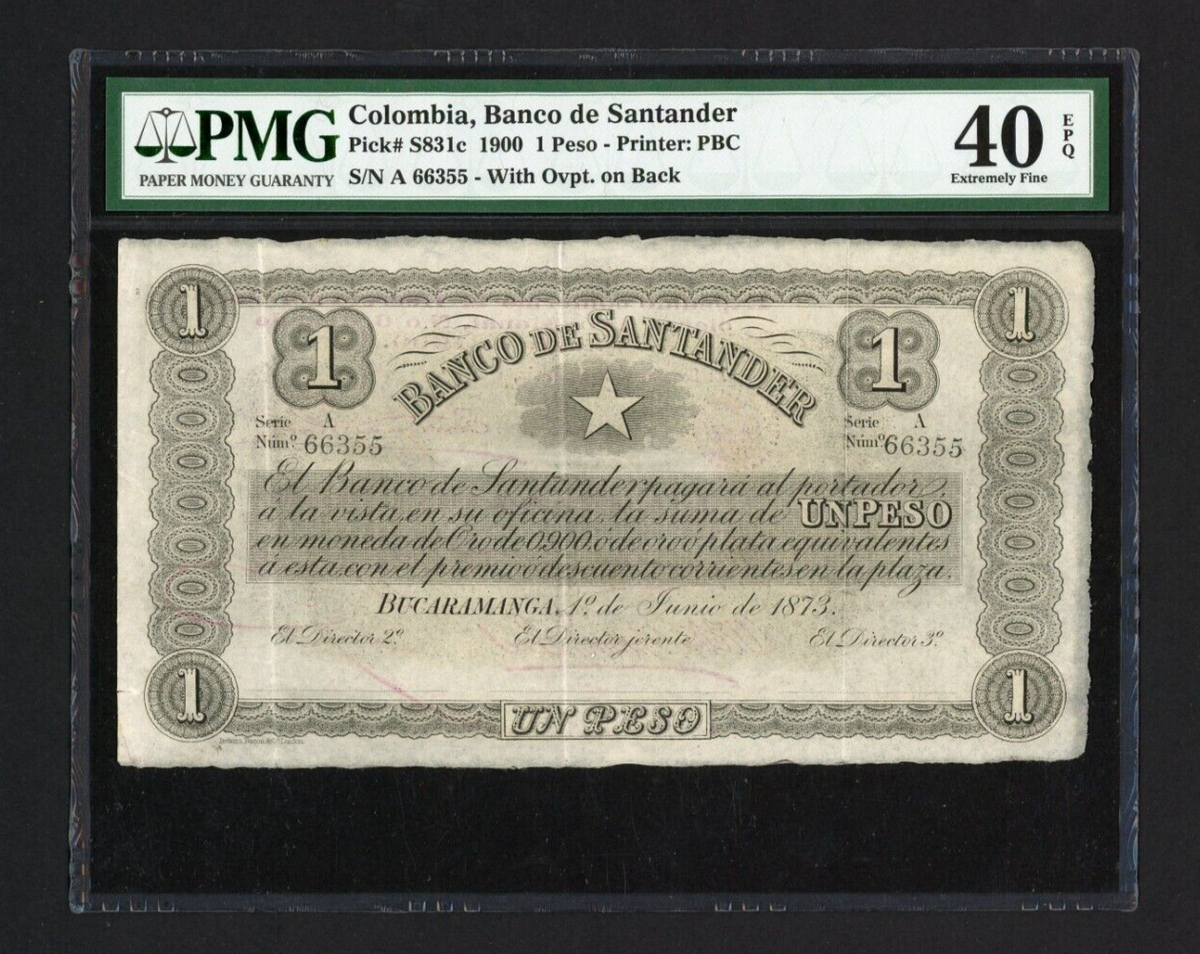 PMG
PAPER MONEY GUARANTY
Colombia, Banco de Santander
Pick# S831c 1900 1 Peso - Printer: PBC
S/N A 66355 - With Ovpt. on Back
40
EPQ
Extremely Fine
1
1
1
1
BANCO DE SANTANDER
Serie A
Númº 66355
Serie A
Númº 66355
El Banco de Santander pagará al portador,
á la vista, en su oficina, la suma de UN PESO
en moneda de Oro de 0,900, ó de oro o plata equivalentes
á esta, con el premio o descuento corrientes en la plaza.
BUCARAMANGA, 1º de Junio de 1873.
El Director 2º
El Director jerente
El Director 3º
1
UN PESO
1